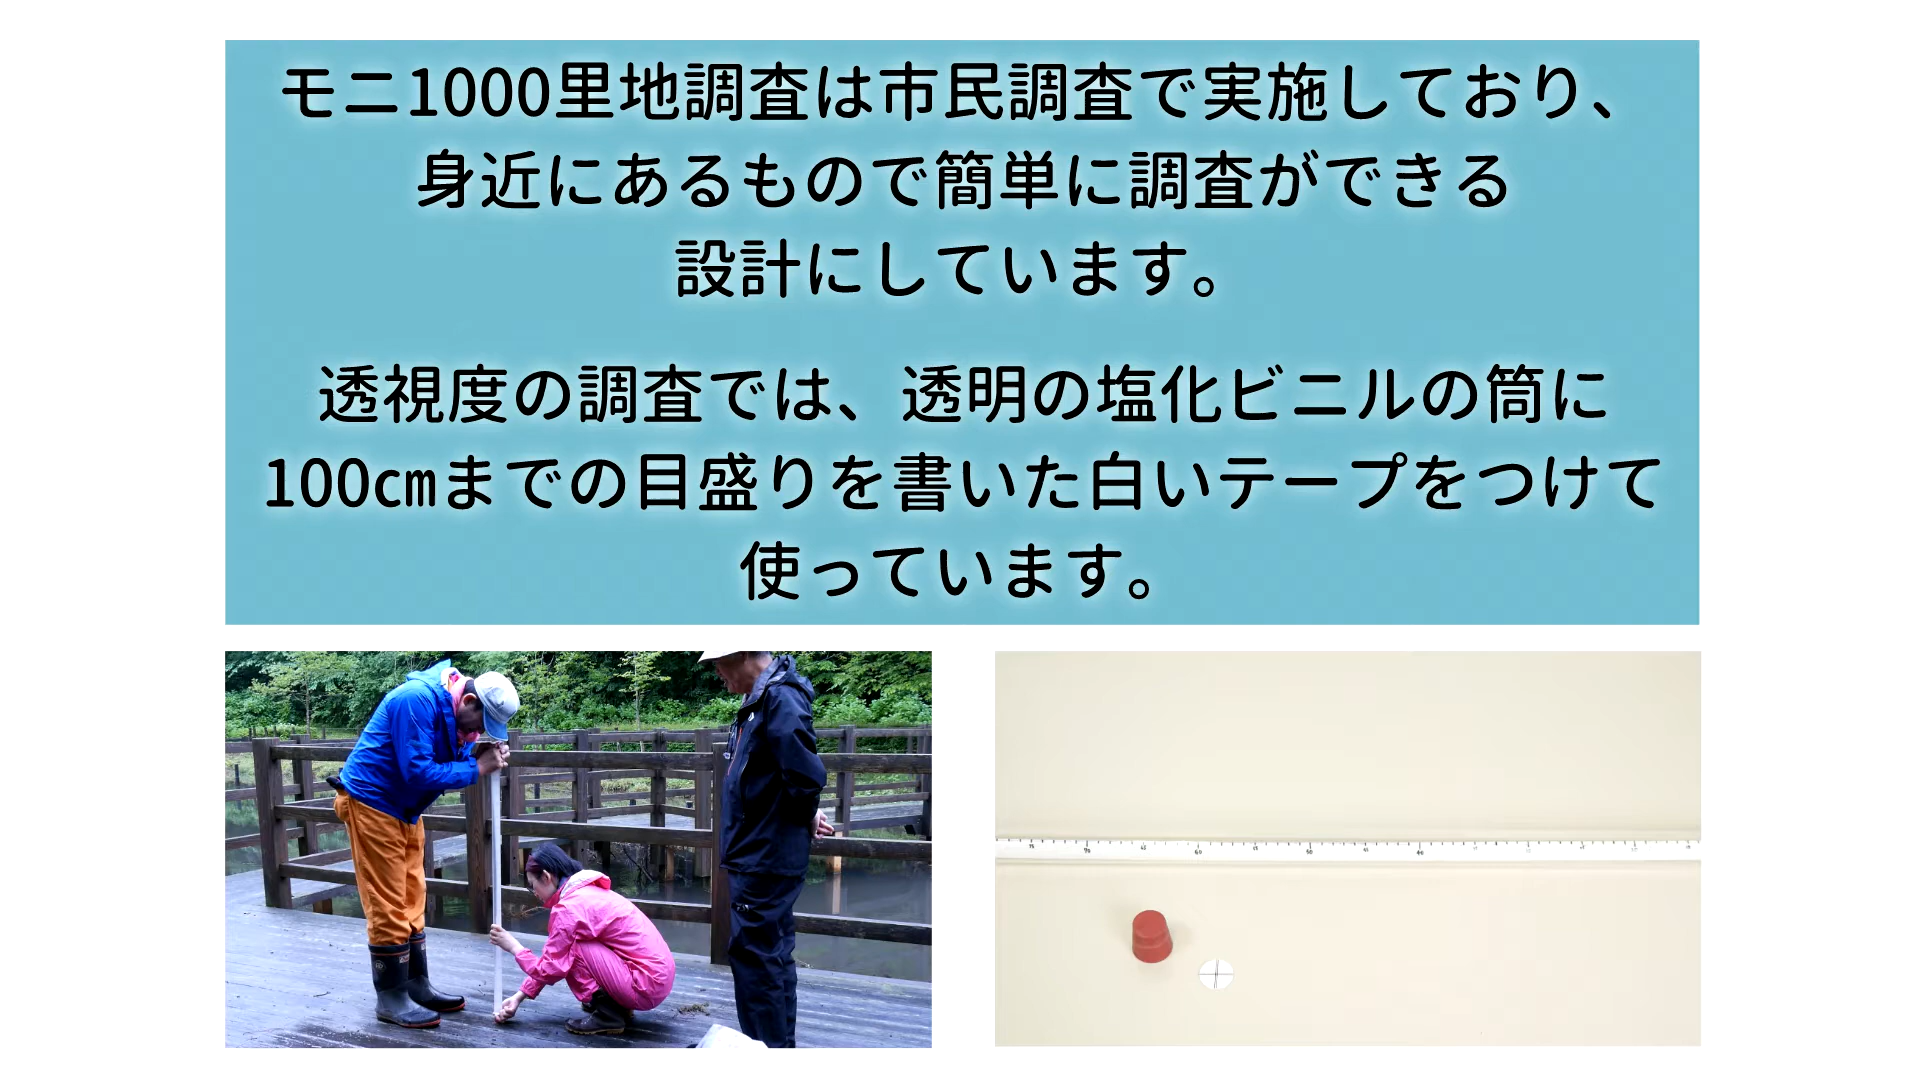 モニ1000里地調査は市民調査で実施しており、
身近にあるもので簡単に調査ができる
設計にしています。
透視度の調査では、透明の塩化ビニルの筒に
100cmまでの目盛りを書いた白いテープをつけて
使っています。
70 60 50 40